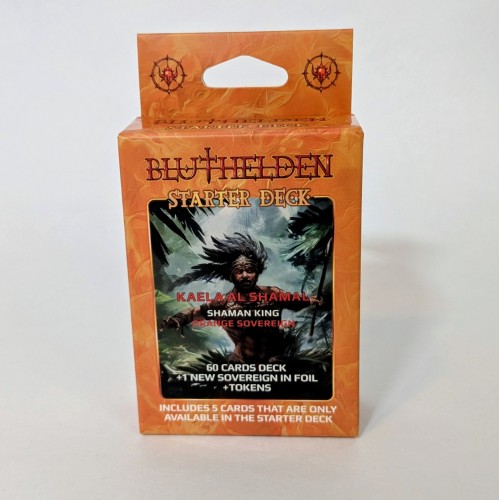 BLUTHELDEN
STARTER DECK
KAELA AL SHAMAL
SHAMAN KING
ORANGE SOVEREIGN
60 CARDS DECK
+1 NEW SOVEREIGN IN FOIL
+TOKENS
INCLUDES 5 CARDS THAT ARE ONLY
AVAILABLE IN THE STARTER DECK